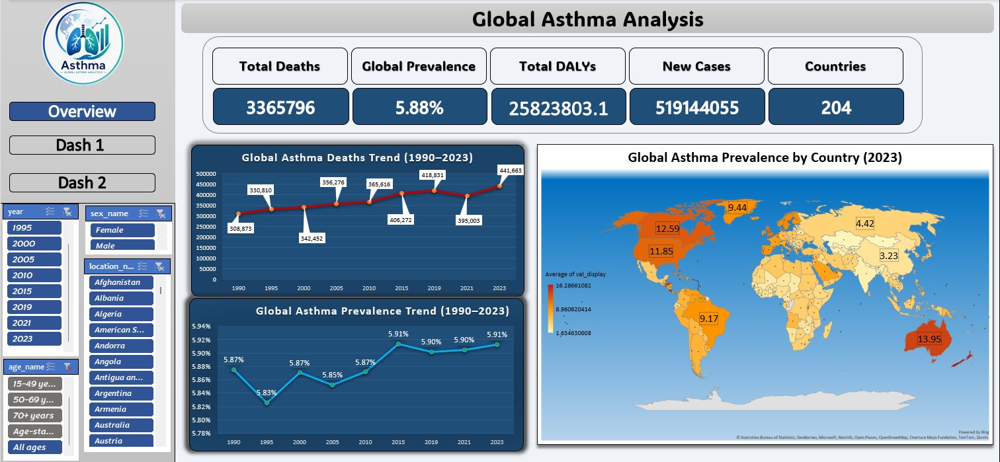 Asthma
GLOBAL ASTHMA ANALYTICS
Overview
Dash 1
Dash 2
year
1995
2000
2005
2010
2015
2019
2021
2023
sex_name
Female
Male
location_n...
Afghanistan
Albania
Algeria
American S...
Andorra
Angola
Antigua an...
Argentina
Armenia
Australia
Austria
age_name
15-49 ye...
50-69 y...
70+ years
Age-sta...
All ages
Global Asthma Analysis
Total Deaths
Global Prevalence
Total DALYs
New Cases
Countries
3365796
5.88%
25823803.1
519144055
204
Global Asthma Deaths Trend (1990–2023)
500000
450000
400000
350000
300000
250000
200000
150000
100000
50000
0
308,873
330,810
342,452
356,276
365,616
406,272
418,831
395,003
441,663
1990
1995
2000
2005
2010
2015
2019
2021
2023
Global Asthma Prevalence Trend (1990–2023)
5.94%
5.92%
5.90%
5.88%
5.86%
5.84%
5.82%
5.80%
5.78%
5.87%
5.83%
5.87%
5.85%
5.87%
5.91%
5.90%
5.90%
5.91%
1990
1995
2000
2005
2010
2015
2019
2021
2023
Global Asthma Prevalence by Country (2023)
9.44
12.59
4.42
11.85
3.23
9.17
13.95
Average of val_display
16.28661082
8.960620414
1.634630008
Powered by Bing
© Australian Bureau of Statistics, GeoNames, Microsoft, Navinfo, Open Places, OpenStreetMap, Overture Maps Fundation, TomTom, Zenrin